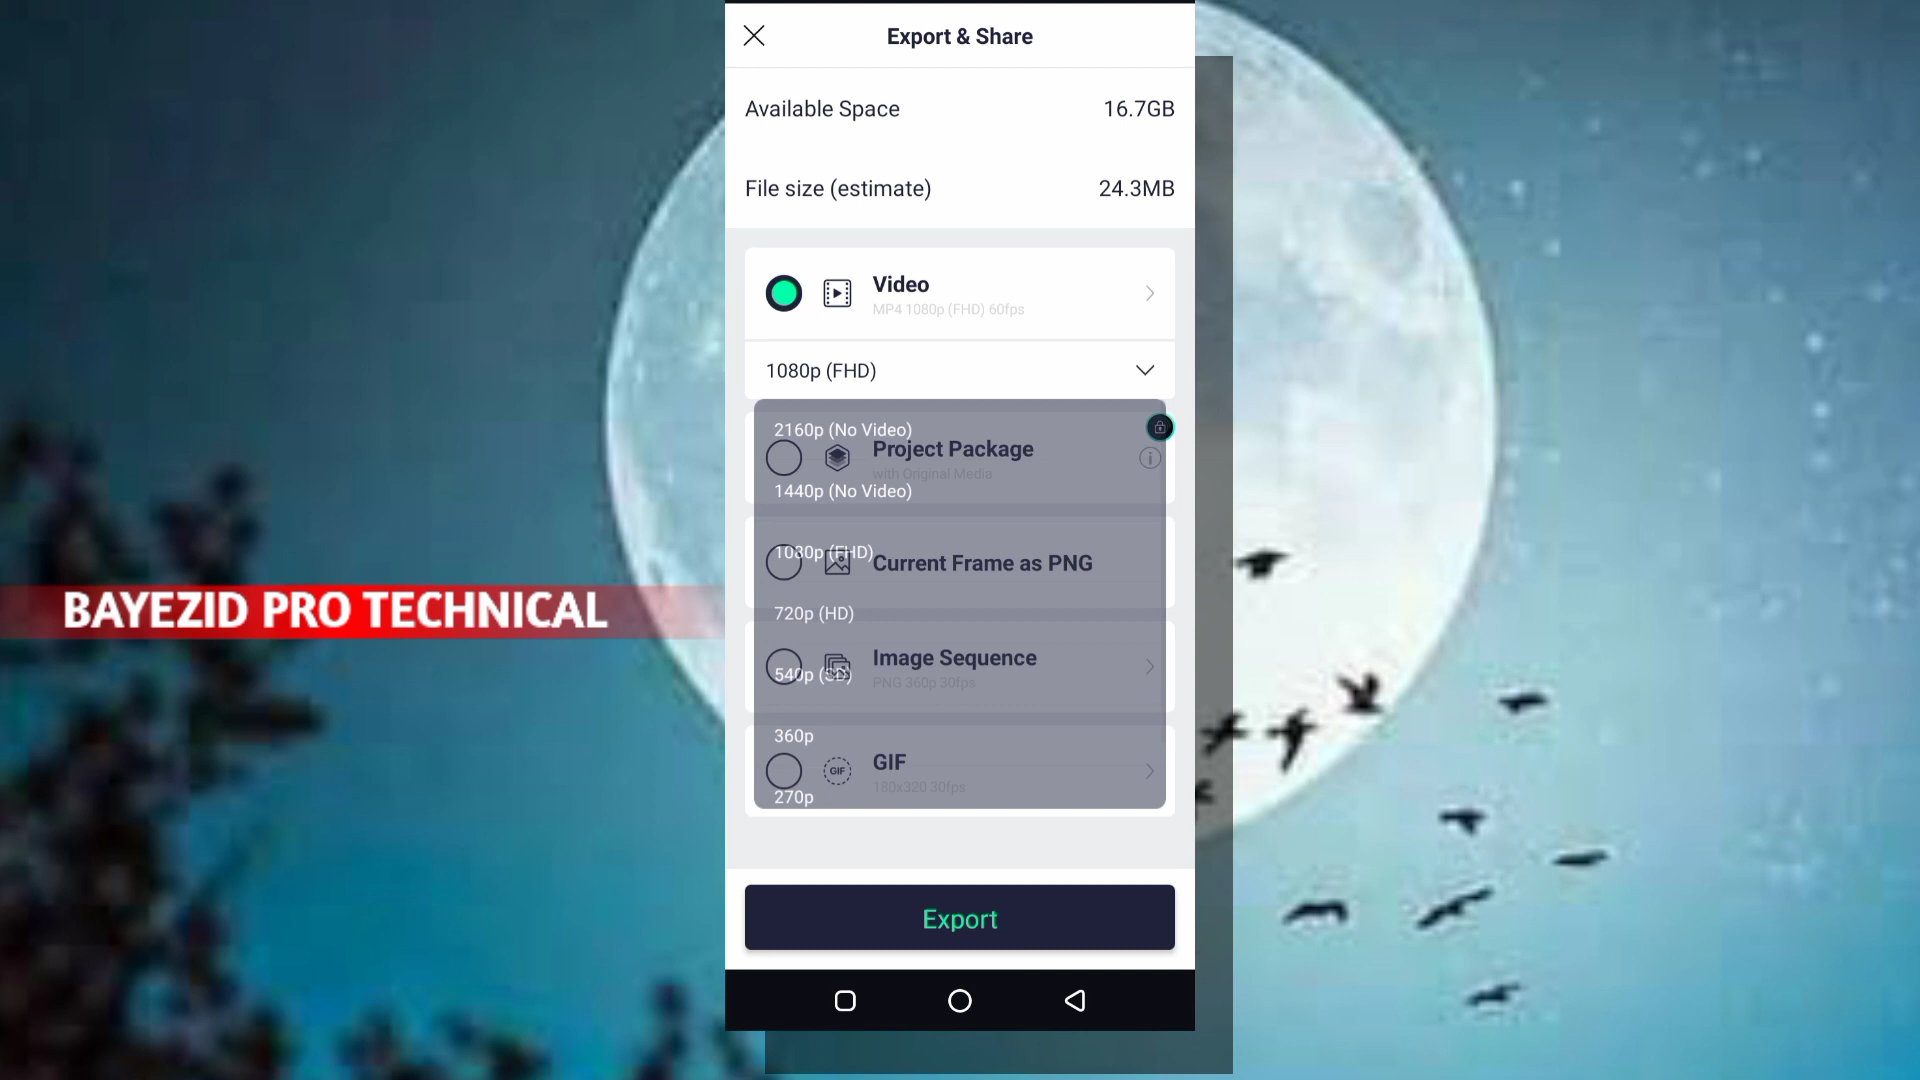 Export & Share
Available Space 16.7GB
File size (estimate) 24.3MB
Video
MP4 1080p (FHD) 60fps
1080p (FHD)
2160p (No Video)
Project Package
with Original Media
1440p (No Video)
1080p (FHD)
Current Frame as PNG
BAYEZID PRO TECHNICAL
720p (HD)
Image Sequence
540p (SD)
PNG 360p 30fps
360p
GIF
GIF
180x320 30fps
270p
Export